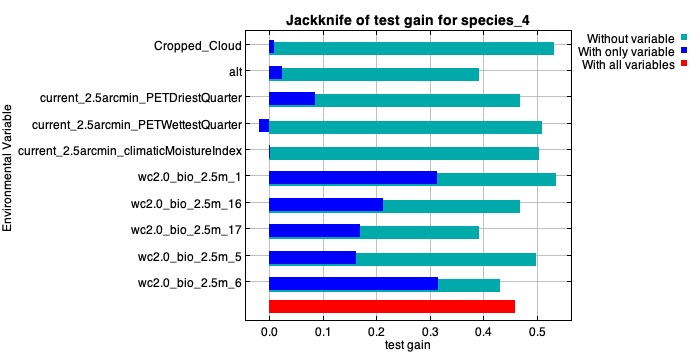 Jackknife of test gain for species_4
Without variable
With only variable
With all variables
Environmental Variable
Cropped_Cloud
alt
current_2.5arcmin_PETDriestQuarter
current_2.5arcmin_PETWettestQuarter
current_2.5arcmin_climaticMoistureIndex
wc2.0_bio_2.5m_1
wc2.0_bio_2.5m_16
wc2.0_bio_2.5m_17
wc2.0_bio_2.5m_5
wc2.0_bio_2.5m_6
0.0 0.1 0.2 0.3 0.4 0.5
test gain